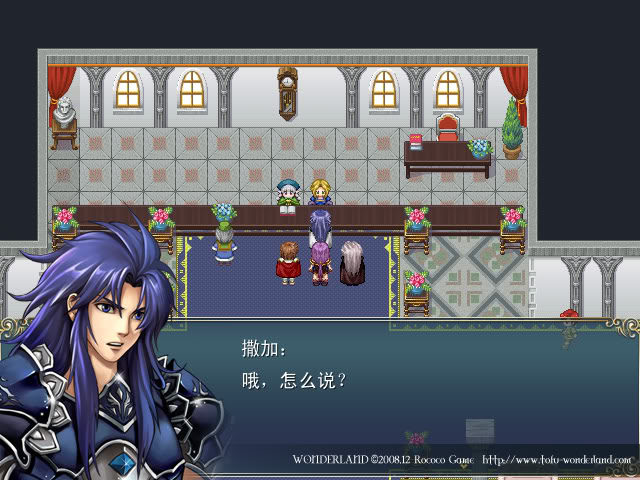 撒加：
哦，怎么说？
WONDERLAND ©2008.12 Rococo Game http://www.tofu-wonderland.com